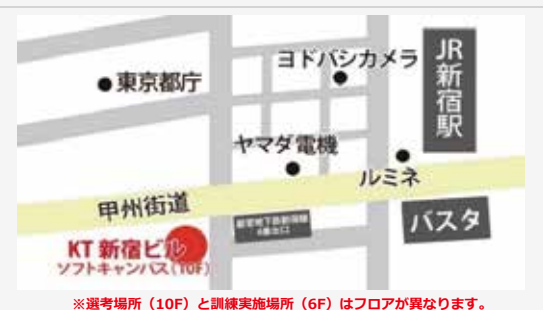 ヨドバシカメラ
JR新宿駅
東京都庁
ヤマダ電機
ルミネ
甲州街道
バスタ
KT 新宿ビル
ソフトキャンパス(10F)
※選考場所（10F）と訓練実施場所（6F）はフロアが異なります。